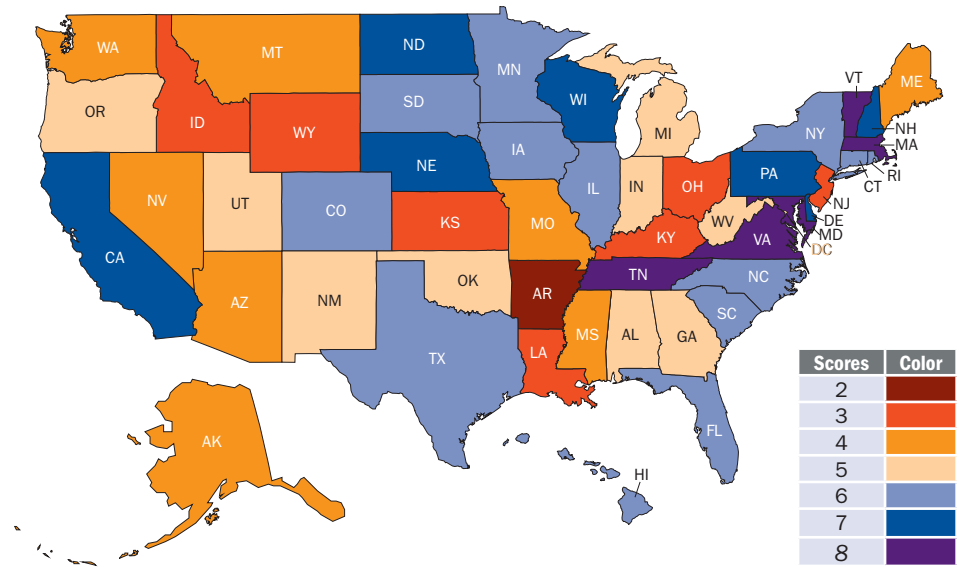 WA
MT
ND
MN
VT
ME
OR
ID
WY
SD
WI
MI
NY
NH
MA
RI
CT
NE
IA
IL
IN
OH
PA
NJ
NV
UT
CO
KS
MO
KY
WV
VA
DE
MD
DC
CA
AZ
NM
OK
AR
TN
NC
SC
TX
LA
MS
AL
GA
FL
AK
HI
Scores Color
2
3
4
5
6
7
8